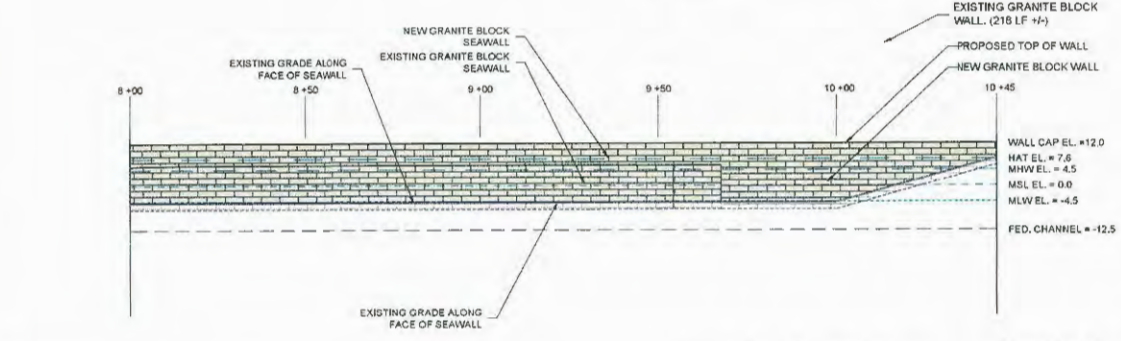 EXISTING GRANITE BLOCK
WALL. (218 LF +/-)
NEW GRANITE BLOCK
SEAWALL
PROPOSED TOP OF WALL
EXISTING GRANITE BLOCK
SEAWALL
NEW GRANITE BLOCK WALL
EXISTING GRADE ALONG
FACE OF SEAWALL
8 +00
8 +50
9 +00
9 +50
10 +00
10 +45
WALL CAP EL. =12.0
HAT EL. = 7.6
MHW EL. = 4.5
MSL EL. = 0.0
MLW EL. = -4.5
FED. CHANNEL = -12.5
EXISTING GRADE ALONG
FACE OF SEAWALL